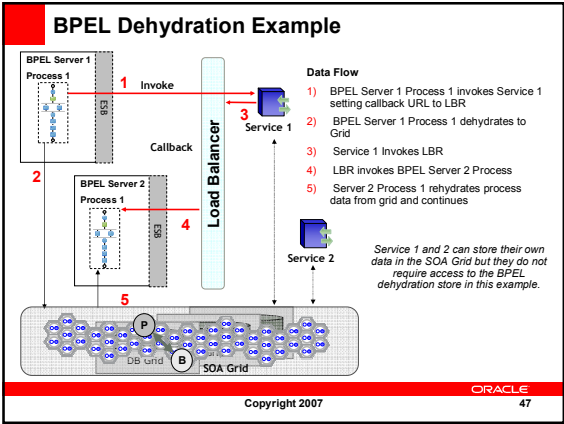 BPEL Dehydration Example
BPEL Server 1
Process 1
ESB
1
Invoke
3
Service 1
Callback
Load Balancer
2
BPEL Server 2
Process 1
ESB
4
Service 2
5
P
B
DB Grid
SOA Grid
Data Flow
1) BPEL Server 1 Process 1 invokes Service 1
setting callback URL to LBR
2) BPEL Server 1 Process 1 dehydrates to
Grid
3) Service 1 Invokes LBR
4) LBR invokes BPEL Server 2 Process
5) Server 2 Process 1 rehydrates process
data from grid and continues
Service 1 and 2 can store their own
data in the SOA Grid but they do not
require access to the BPEL
dehydration store in this example.
ORACLE
Copyright 2007
47